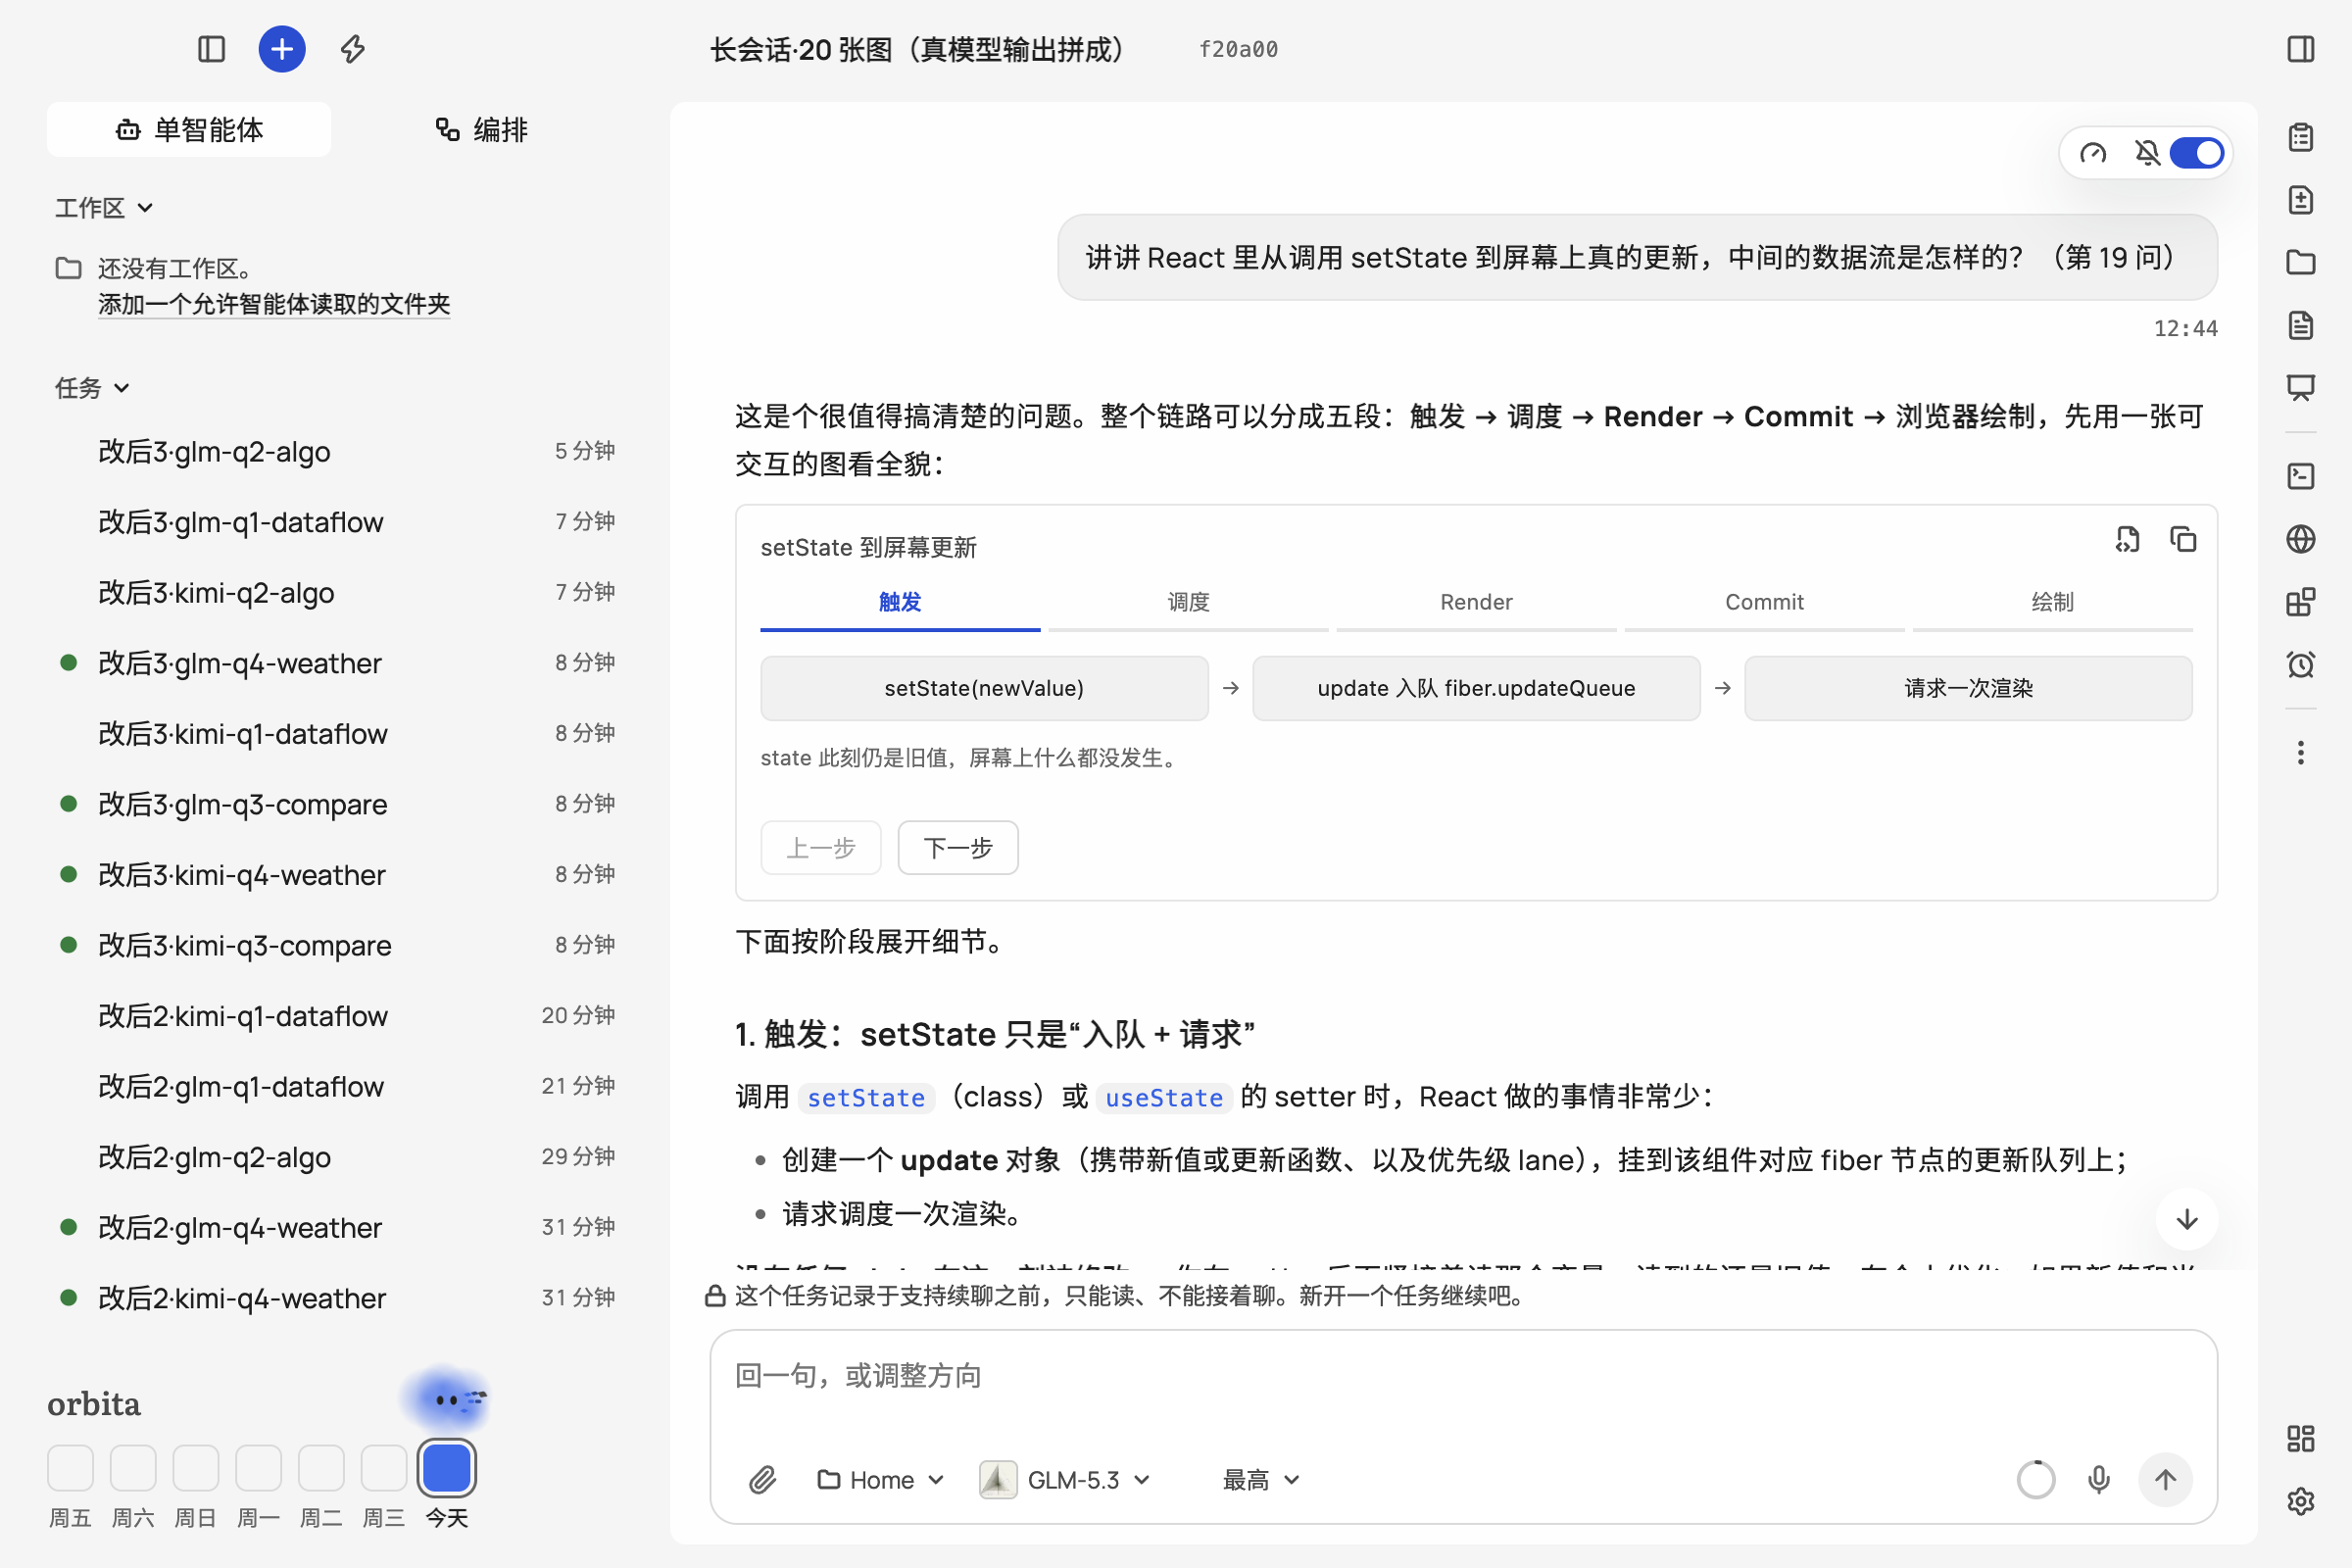 长会话·20 张图（真模型输出拼成）
f20a00
单智能体
编排
工作区
还没有工作区。
添加一个允许智能体读取的文件夹
任务
改后3·glm-q2-algo 5 分钟
改后3·glm-q1-dataflow 7 分钟
改后3·kimi-q2-algo 7 分钟
改后3·glm-q4-weather 8 分钟
改后3·kimi-q1-dataflow 8 分钟
改后3·glm-q3-compare 8 分钟
改后3·kimi-q4-weather 8 分钟
改后3·kimi-q3-compare 8 分钟
改后2·kimi-q1-dataflow 20 分钟
改后2·glm-q1-dataflow 21 分钟
改后2·glm-q2-algo 29 分钟
改后2·glm-q4-weather 31 分钟
改后2·kimi-q4-weather 31 分钟
orbita
周五 周六 周日 周一 周二 周三 今天
讲讲 React 里从调用 setState 到屏幕上真的更新，中间的数据流是怎样的？（第 19 问）
12:44
这是个很值得搞清楚的问题。整个链路可以分成五段：触发 → 调度 → Render → Commit → 浏览器绘制，先用一张可
交互的图看全貌：
setState 到屏幕更新
触发 调度 Render Commit 绘制
setState(newValue) → update 入队 fiber.updateQueue → 请求一次渲染
state 此刻仍是旧值，屏幕上什么都没发生。
上一步 下一步
下面按阶段展开细节。
1. 触发：setState 只是“入队 + 请求”
调用 setState（class）或 useState 的 setter 时，React 做的事情非常少：
• 创建一个 update 对象（携带新值或更新函数、以及优先级 lane），挂到该组件对应 fiber 节点的更新队列上；
• 请求调度一次渲染。
这个任务记录于支持续聊之前，只能读、不能接着聊。新开一个任务继续吧。
回一句，或调整方向
Home GLM-5.3 最高